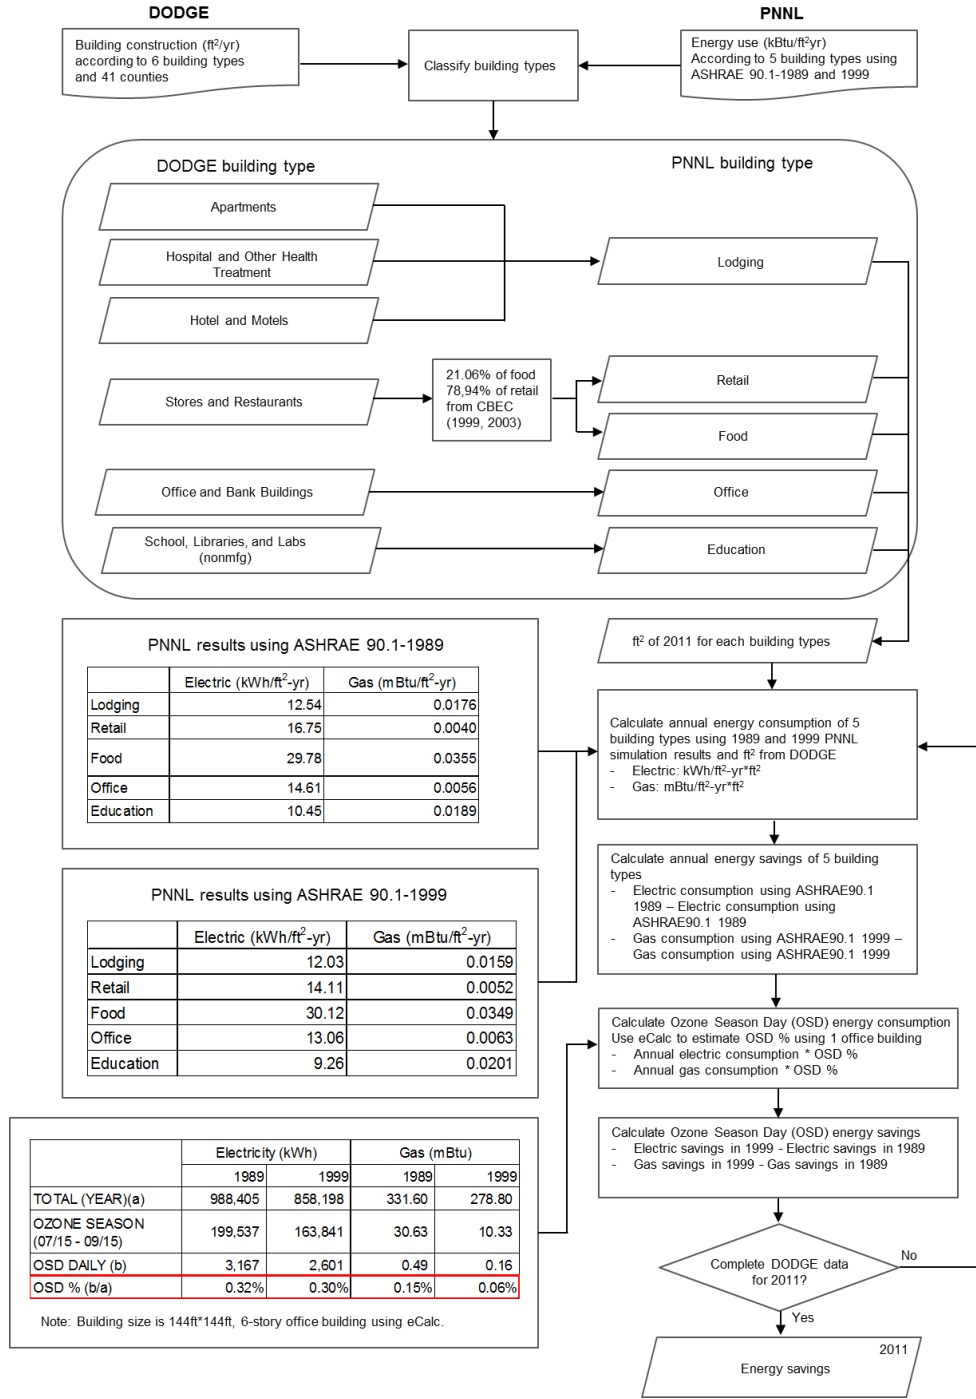 DODGE
PNNL
Building construction (ft²/yr)
according to 6 building types
and 41 counties
Classify building types
Energy use (kBtu/ft²yr)
According to 5 building types using
ASHRAE 90.1-1989 and 1999
DODGE building type
PNNL building type
Apartments
Hospital and Other Health
Treatment
Hotel and Motels
Lodging
Stores and Restaurants
21.06% of food
78,94% of retail
from CBEC
(1999, 2003)
Retail
Food
Office and Bank Buildings
Office
School, Libraries, and Labs
(nonmfg)
Education
ft² of 2011 for each building types
PNNL results using ASHRAE 90.1-1989
Electric (kWh/ft²-yr) Gas (mBtu/ft²-yr)
Lodging 12.54 0.0176
Retail 16.75 0.0040
Food 29.78 0.0355
Office 14.61 0.0056
Education 10.45 0.0189
Calculate annual energy consumption of 5
building types using 1989 and 1999 PNNL
simulation results and ft² from DODGE
- Electric: kWh/ft²-yr*ft²
- Gas: mBtu/ft²-yr*ft²
PNNL results using ASHRAE 90.1-1999
Electric (kWh/ft²-yr) Gas (mBtu/ft²-yr)
Lodging 12.03 0.0159
Retail 14.11 0.0052
Food 30.12 0.0349
Office 13.06 0.0063
Education 9.26 0.0201
Calculate annual energy savings of 5 building
types
- Electric consumption using ASHRAE90.1
1989 – Electric consumption using
ASHRAE90.1 1989
- Gas consumption using ASHRAE90.1 1999 –
Gas consumption using ASHRAE90.1 1999
Calculate Ozone Season Day (OSD) energy consumption
Use eCalc to estimate OSD % using 1 office building
- Annual electric consumption * OSD %
- Annual gas consumption * OSD %
Electricity (kWh) Gas (mBtu)
1989 1999 1989 1999
TOTAL (YEAR)(a) 988,405 858,198 331.60 278.80
OZONE SEASON
(07/15 - 09/15) 199,537 163,841 30.63 10.33
OSD DAILY (b) 3,167 2,601 0.49 0.16
OSD % (b/a) 0.32% 0.30% 0.15% 0.06%
Note: Building size is 144ft*144ft, 6-story office building using eCalc.
Calculate Ozone Season Day (OSD) energy savings
- Electric savings in 1999 - Electric savings in 1989
- Gas savings in 1999 - Gas savings in 1989
Complete DODGE data
for 2011?
No
Yes
2011
Energy savings